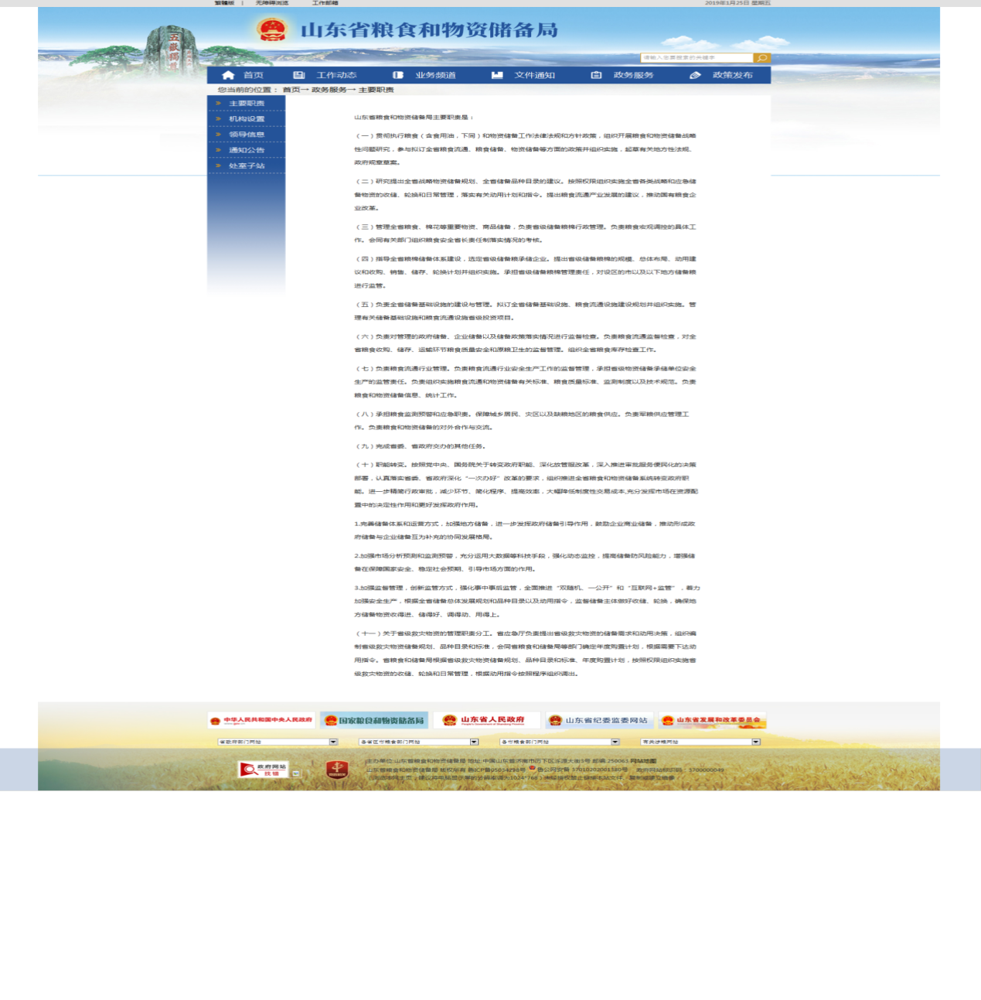 繁體版 | 无障碍浏览 工作邮箱 2019年1月25日 星期五
五嶽獨尊
山东省粮食和物资储备局
请输入您要搜索的关键字
首页 工作动态 业务频道 文件通知 政务服务 政策发布
您当前的位置： 首页→ 政务服务→ 主要职责
主要职责
机构设置
领导信息
通知公告
处室子站
山东省粮食和物资储备局主要职责是：
（一）贯彻执行粮食（含食用油，下同）和物资储备工作法律法规和方针政策，组织开展粮食和物资储备战略
性问题研究，参与拟订全省粮食流通、粮食储备、物资储备等方面的政策并组织实施，起草有关地方性法规、
政府规章草案。
（二）研究提出全省战略物资储备规划、全省储备品种目录的建议。按照权限组织实施全省各类战略和应急储
备物资的收储、轮换和日常管理，落实有关动用计划和指令。提出粮食流通产业发展的建议，推动国有粮食企
业改革。
（三）管理全省粮食、棉花等重要物资、商品储备，负责省级储备粮棉行政管理。负责粮食宏观调控的具体工
作。会同有关部门组织粮食安全省长责任制落实情况的考核。
（四）指导全省粮棉储备体系建设，选定省级储备粮承储企业。提出省级储备粮棉的规模、总体布局、动用建
议和收购、销售、储存、轮换计划并组织实施。承担省级储备粮棉管理责任，对设区的市以及以下地方储备粮
进行监管。
（五）负责全省储备基础设施的建设与管理。拟订全省储备基础设施、粮食流通设施建设规划并组织实施。管
理有关储备基础设施和粮食流通设施省级投资项目。
（六）负责对管理的政府储备、企业储备以及储备政策落实情况进行监督检查。负责粮食流通监督检查，对全
省粮食收购、储存、运输环节粮食质量安全和原粮卫生的监督管理。组织全省粮食库存检查工作。
（七）负责粮食流通行业管理。负责粮食流通行业安全生产工作的监督管理，承担省级物资储备承储单位安全
生产的监管责任。负责组织实施粮食流通和物资储备有关标准、粮食质量标准、监测制度以及技术规范。负责
粮食和物资储备信息、统计工作。
（八）承担粮食监测预警和应急职责。保障城乡居民、灾区以及缺粮地区的粮食供应。负责军粮供应管理工
作。负责粮食和物资储备的对外合作与交流。
（九）完成省委、省政府交办的其他任务。
（十）职能转变。按照党中央、国务院关于转变政府职能、深化放管服改革，深入推进审批服务便民化的决策
部署，认真落实省委、省政府深化“一次办好”改革的要求，组织推进全省粮食和物资储备系统转变政府职
能。进一步精简行政审批，减少环节、简化程序、提高效率，大幅降低制度性交易成本,充分发挥市场在资源配
置中的决定性作用和更好发挥政府作用。
1.完善储备体系和运营方式，加强地方储备，进一步发挥政府储备引导作用，鼓励企业商业储备，推动形成政
府储备与企业储备互为补充的协同发展格局。
2.加强市场分析预测和监测预警，充分运用大数据等科技手段，强化动态监控，提高储备防风险能力，增强储
备在保障国家安全、稳定社会预期、引导市场方面的作用。
3.加强监督管理，创新监管方式，强化事中事后监管，全面推进“双随机、一公开”和“互联网+监管”，着力
加强安全生产，根据全省储备总体发展规划和品种目录以及动用指令，监督储备主体做好收储、轮换，确保地
方储备物资收得进、储得好、调得动、用得上。
（十一）关于省级救灾物资的管理职责分工。省应急厅负责提出省级救灾物资的储备需求和动用决策，组织编
制省级救灾物资储备规划、品种目录和标准，会同省粮食和储备局等部门确定年度购置计划，根据需要下达动
用指令。省粮食和储备局根据省级救灾物资储备规划、品种目录和标准、年度购置计划，按照权限组织实施省
级救灾物资的收储、轮换和日常管理，根据动用指令按照程序组织调出。
中华人民共和国中央人民政府 国家粮食和物资储备局 山东省人民政府 山东省纪委监委网站 山东省发展和改革委员会
省政府部门网站 各省区市粮食部门网站 各市粮食部门网站 有关涉粮网站
政府网站
找错
主办单位:山东省粮食和物资储备局 地址:中国山东省济南市历下区泺源大街3号 邮编:250063 网站地图
山东省粮食和物资储备局 版权所有 鲁ICP备05034298号 鲁公网安备 37010202001380号 政府网站标识码：3700000049